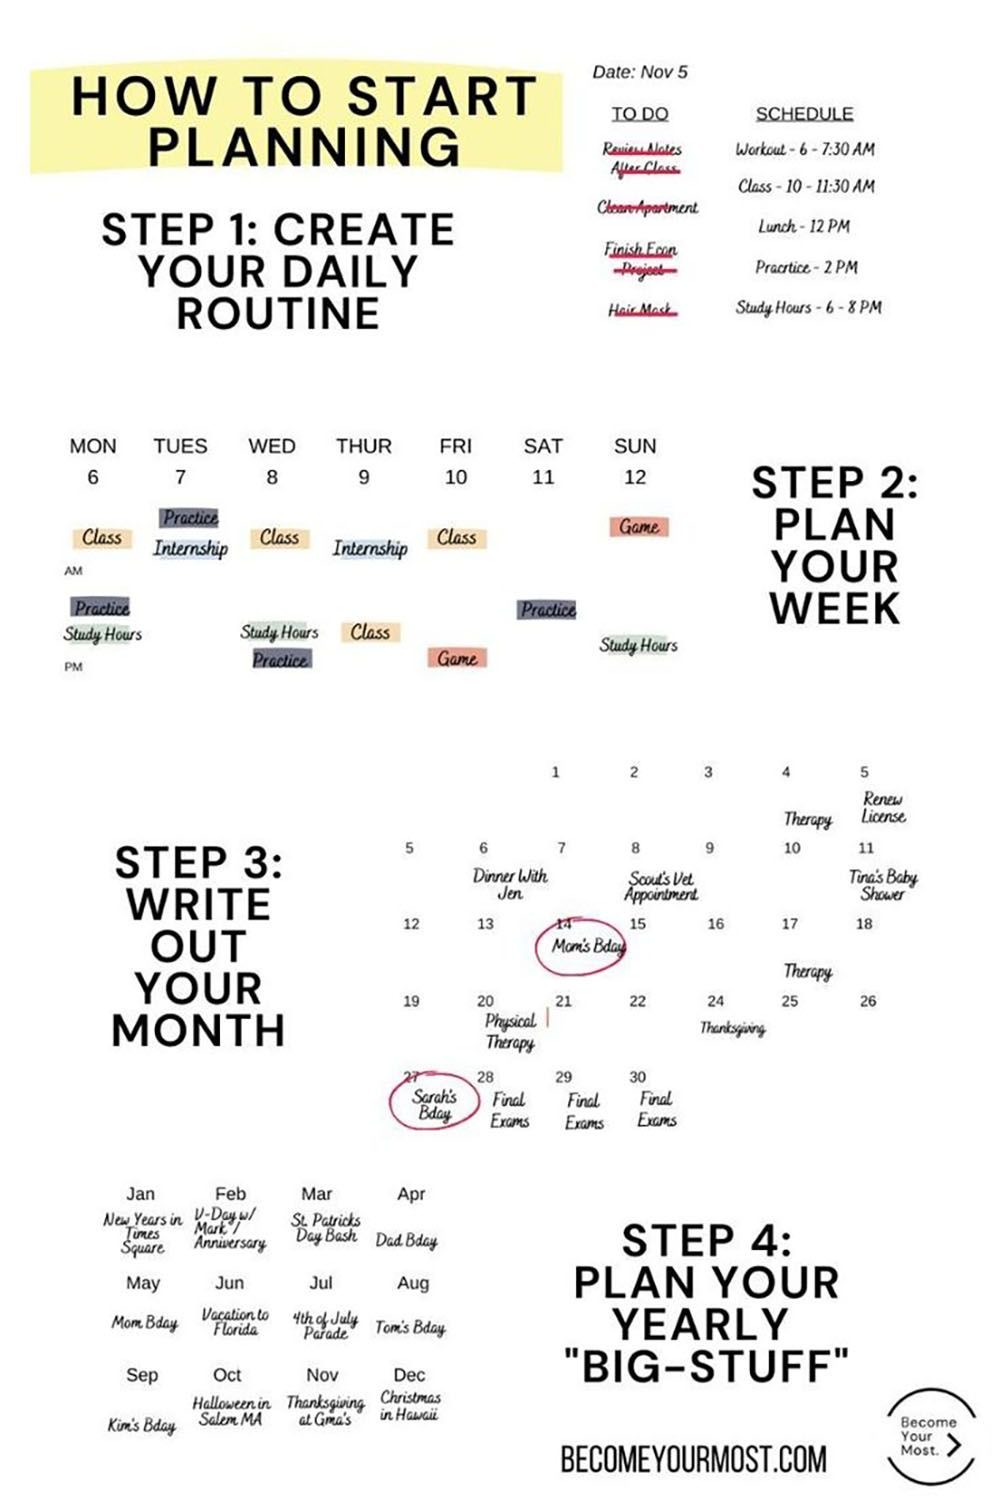 HOW TO START
PLANNING
STEP 1: CREATE
YOUR DAILY
ROUTINE
Date: Nov 5
TO DO
Review Notes
After Class
Clean Apartment
Finish Econ
Project
Hair Mask
SCHEDULE
Workout - 6 - 7:30 AM
Class - 10 - 11:30 AM
Lunch - 12 PM
Pracrtice - 2 PM
Study Hours - 6 - 8 PM
MON TUES WED THUR FRI SAT SUN
6 7 8 9 10 11 12
Practice
Class Internship Class Internship Class Game
AM
Practice Practice
Study Hours Study Hours Class Study Hours
Practice Game
PM
STEP 2:
PLAN
YOUR
WEEK
STEP 3:
WRITE
OUT
YOUR
MONTH
1 2 3 4 5
Therapy Renew
License
5 6 7 8 9 10 11
Dinner With
Jen
Scout's Vet
Appointment
Tina's Baby
Shower
12 13 14 15 16 17 18
Mom's Bday
Therapy
19 20 21 22 24 25 26
Physical
Therapy
Thanksgiving
27 28 29 30
Sarah's
Bday
Final
Exams
Final
Exams
Final
Exams
Jan Feb Mar Apr
New Years in
Times
Square
V-Day w/
Mark /
Anniversary
St. Patricks
Day Bash
Dad Bday
May Jun Jul Aug
Mom Bday
Vacation to
Florida
4th of July
Parade
Tom's Bday
Sep Oct Nov Dec
Kim's Bday
Halloween in
Salem MA
Thanksgiving
at Gma's
Christmas
in Hawaii
STEP 4:
PLAN YOUR
YEARLY
"BIG-STUFF"
BECOMEYOURMOST.COM
Become
Your
Most.